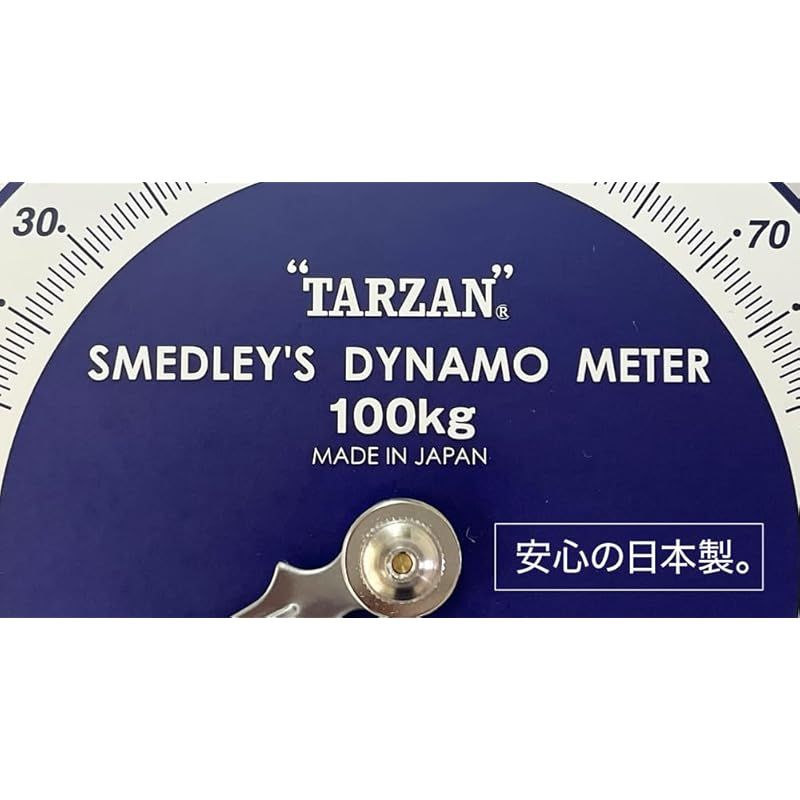 30
70
“TARZAN”®
SMEDLEY'S DYNAMO METER
100kg
MADE IN JAPAN
安心の日本製。